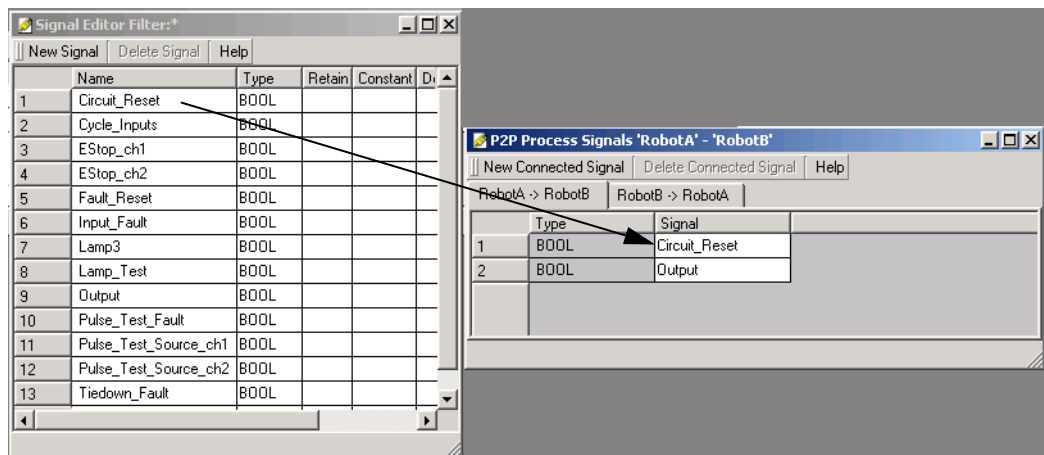 Signal Editor Filter:*
New Signal Delete Signal Help
Name Type Retain Constant
1 Circuit_Reset BOOL
2 Cycle_Inputs BOOL
3 EStop_ch1 BOOL
4 EStop_ch2 BOOL
5 Fault_Reset BOOL
6 Input_Fault BOOL
7 Lamp3 BOOL
8 Lamp_Test BOOL
9 Output BOOL
10 Pulse_Test_Fault BOOL
11 Pulse_Test_Source_ch1 BOOL
12 Pulse_Test_Source_ch2 BOOL
13 Tiedown_Fault BOOL
P2P Process Signals 'RobotA' - 'RobotB'
New Connected Signal Delete Connected Signal Help
RobotA -> RobotB RobotB -> RobotA
Type Signal
1 BOOL Circuit_Reset
2 BOOL Output